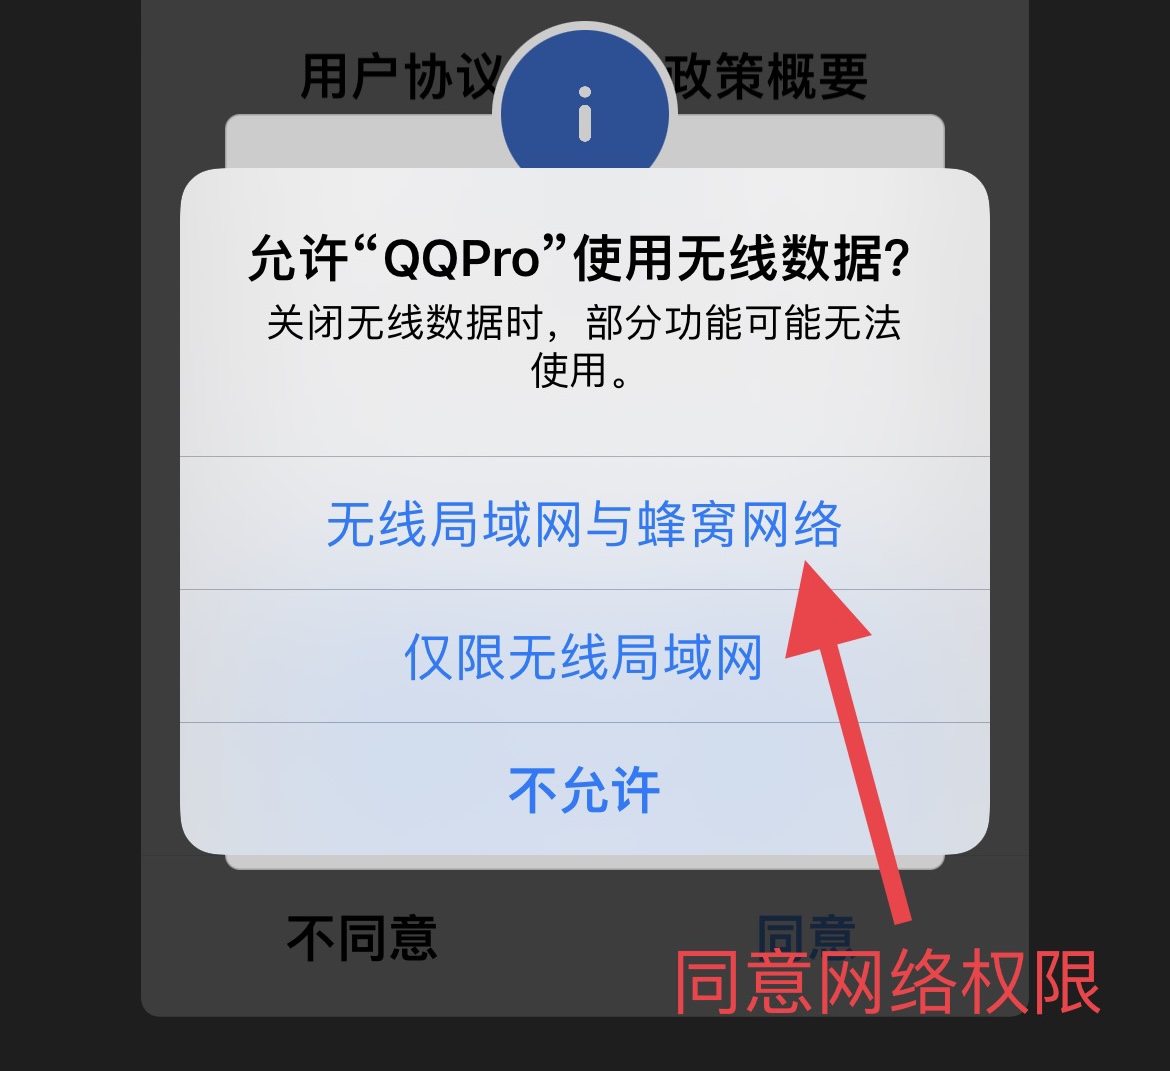 用户协议 政策概要
允许“QQPro”使用无线数据?
关闭无线数据时，部分功能可能无法
使用。
无线局域网与蜂窝网络
仅限无线局域网
不允许
不同意 同意
同意网络权限